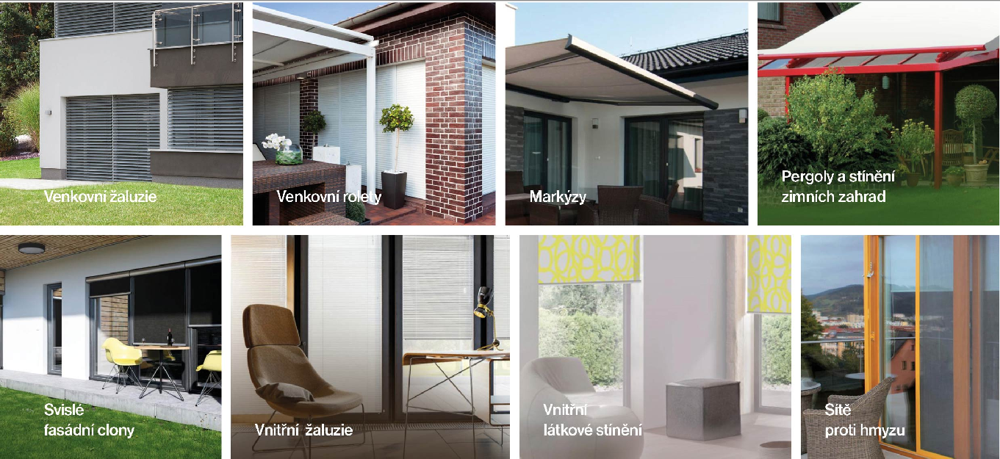 Venkovní žaluzie
Venkovní rolety
Markýzy
Pergoly a stínění
zimních zahrad
Svislé
fasádní clony
Vnitřní žaluzie
Vnitřní
látkové stínění
Sítě
proti hmyzu